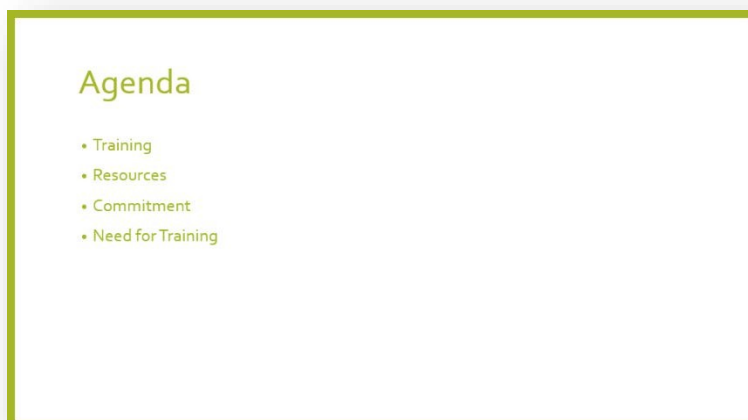 Agenda
• Training
• Resources
• Commitment
• Need for Training